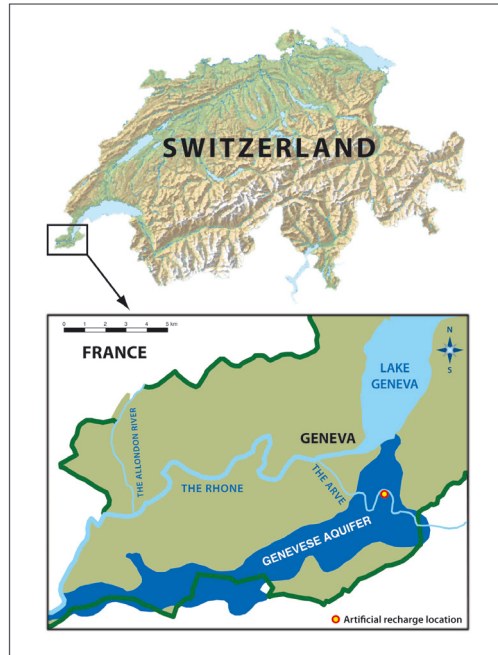 SWITZERLAND
0 1 2 3 4 5 km
FRANCE
N
S
LAKE
GENEVA
GENEVA
THE ALLONDON RIVER
THE RHONE
THE ARVE
GENEVESE AQUIFER
Artificial recharge location